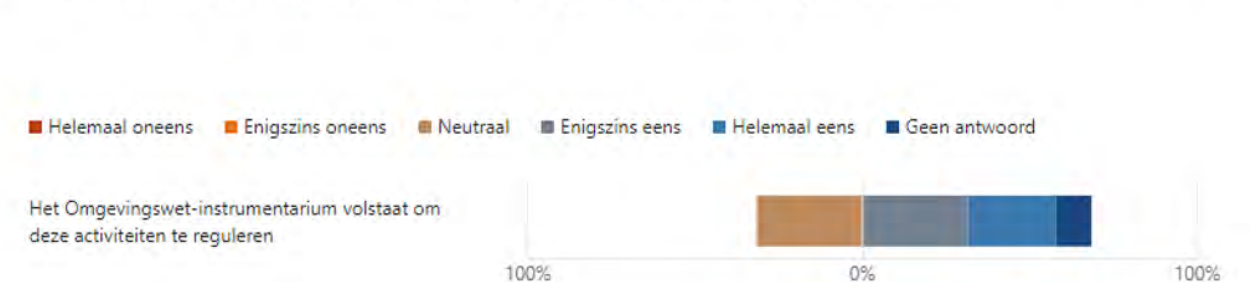 Helemaal oneens Enigszins oneens Neutraal Enigszins eens Helemaal eens Geen antwoord
Het Omgevingswet-instrumentarium volstaat om
deze activiteiten te reguleren
100% 0% 100%